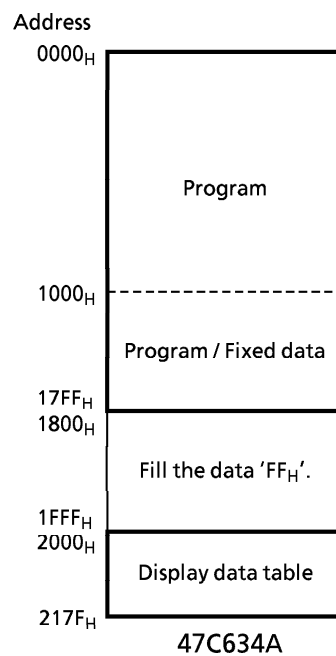 Address
0000H
Program
1000H
Program / Fixed data
17FFH
1800H
Fill the data 'FFH'.
1FFFH
2000H
Display data table
217FH
47C634A